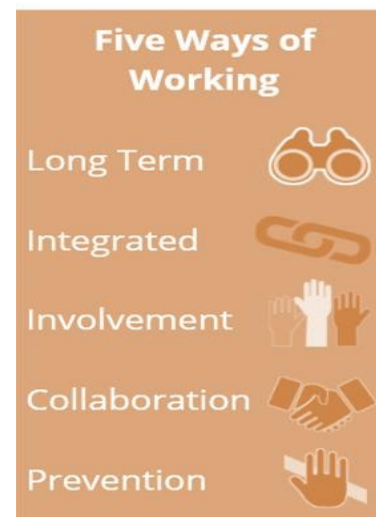 Five Ways of
Working
Long Term
Integrated
Involvement
Collaboration
Prevention